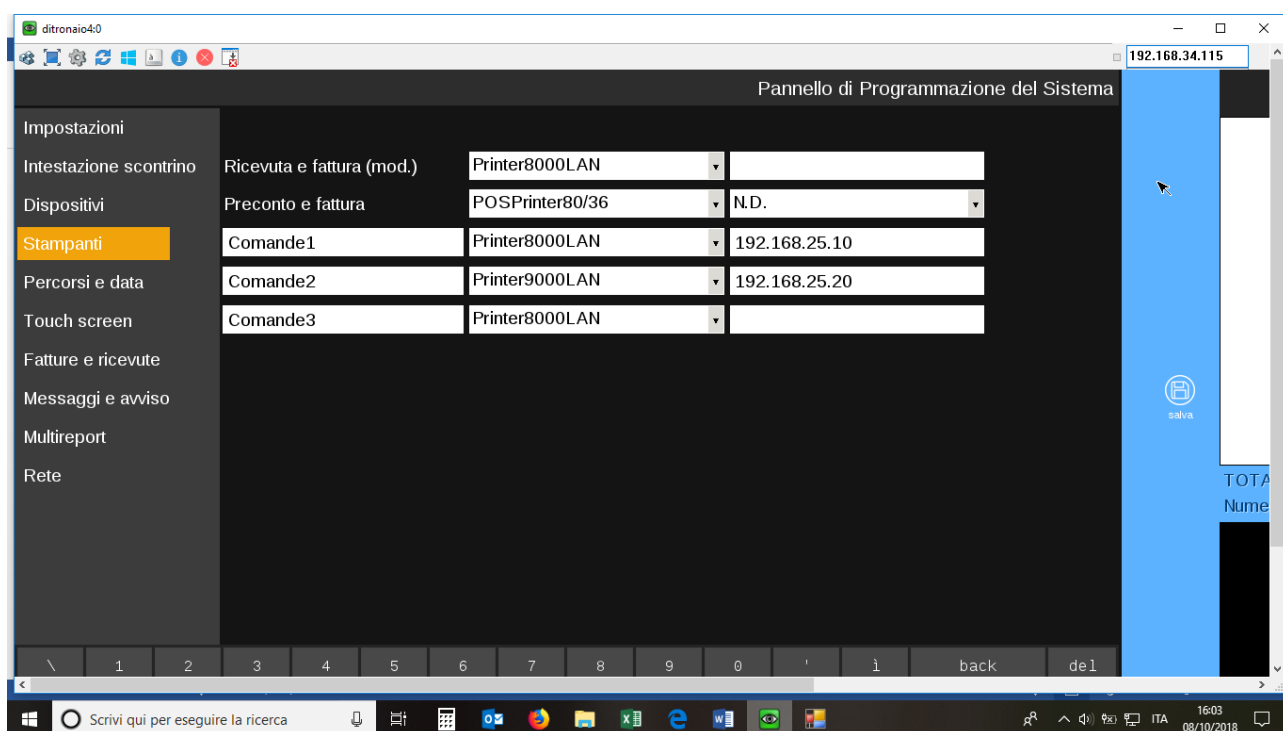 ditronaio4:0
192.168.34.115
Pannello di Programmazione del Sistema
Impostazioni
Intestazione scontrino
Ricevuta e fattura (mod.)
Printer8000LAN
Dispositivi
Preconto e fattura
POSPrinter80/36
N.D.
Stampanti
Comande1
Printer8000LAN
192.168.25.10
Percorsi e data
Comande2
Printer9000LAN
192.168.25.20
Touch screen
Comande3
Printer8000LAN
Fatture e ricevute
Messaggi e avviso
Multireport
Rete
salva
TOTA
Nume
\ 1 2 3 4 5 6 7 8 9 0 ' ì back del
Scrivi qui per eseguire la ricerca
ITA
16:03
08/10/2018